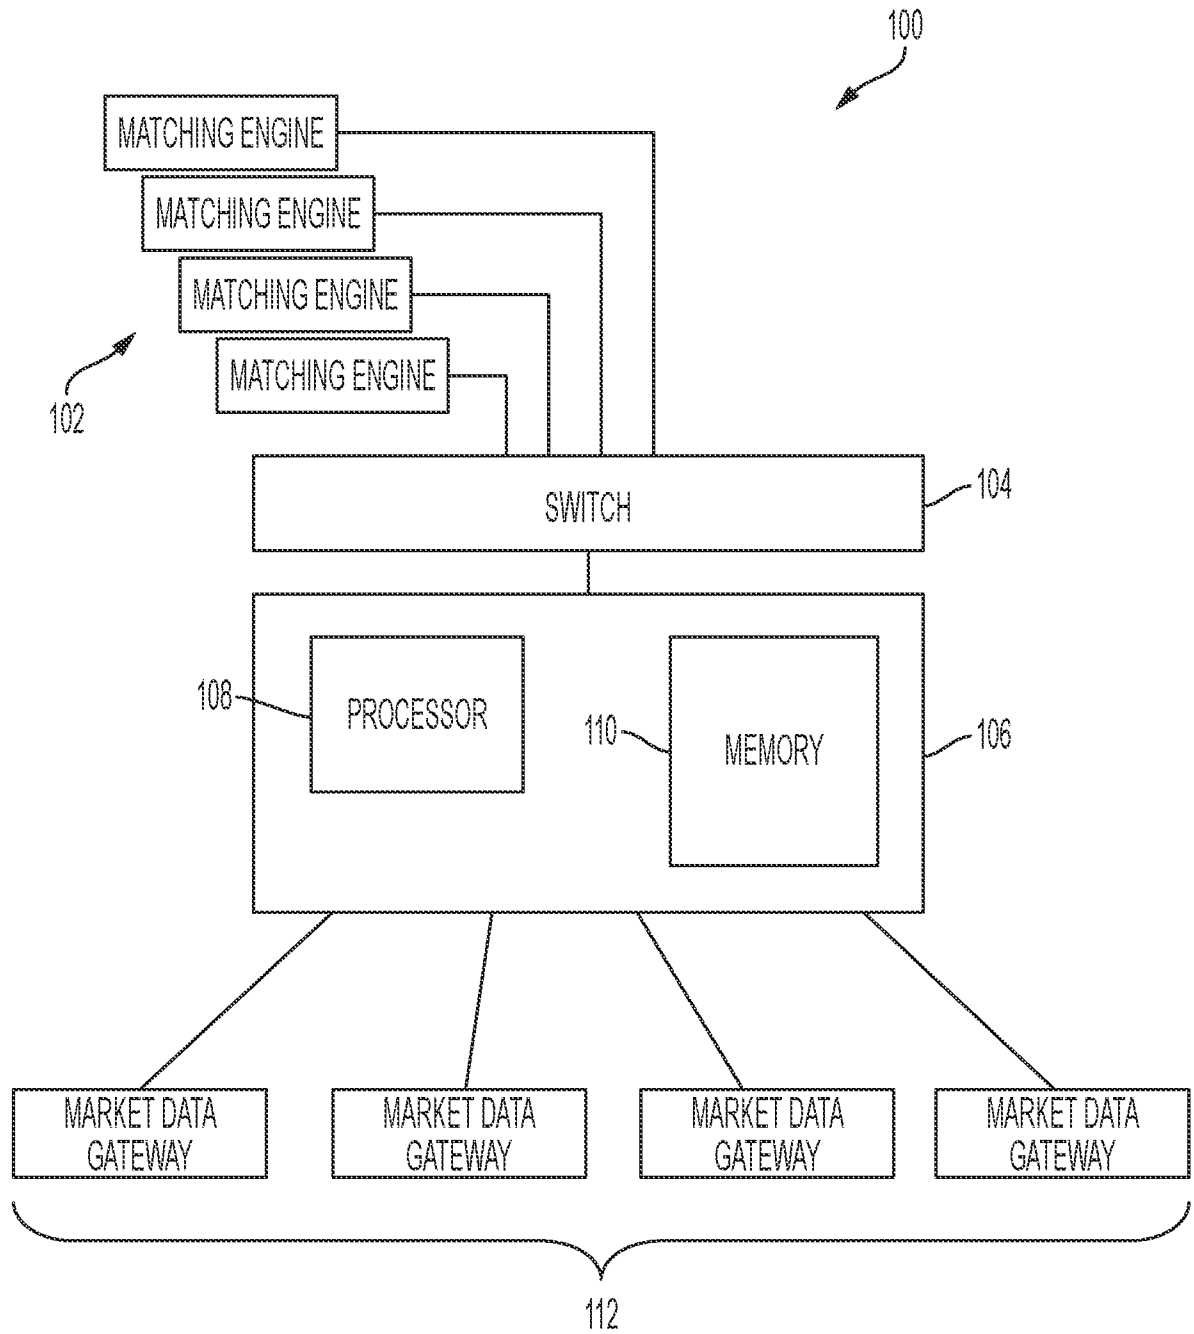 100
MATCHING ENGINE
MATCHING ENGINE
MATCHING ENGINE
MATCHING ENGINE
102
SWITCH
104
108
PROCESSOR
110
MEMORY
106
MARKET DATA
GATEWAY
MARKET DATA
GATEWAY
MARKET DATA
GATEWAY
MARKET DATA
GATEWAY
112